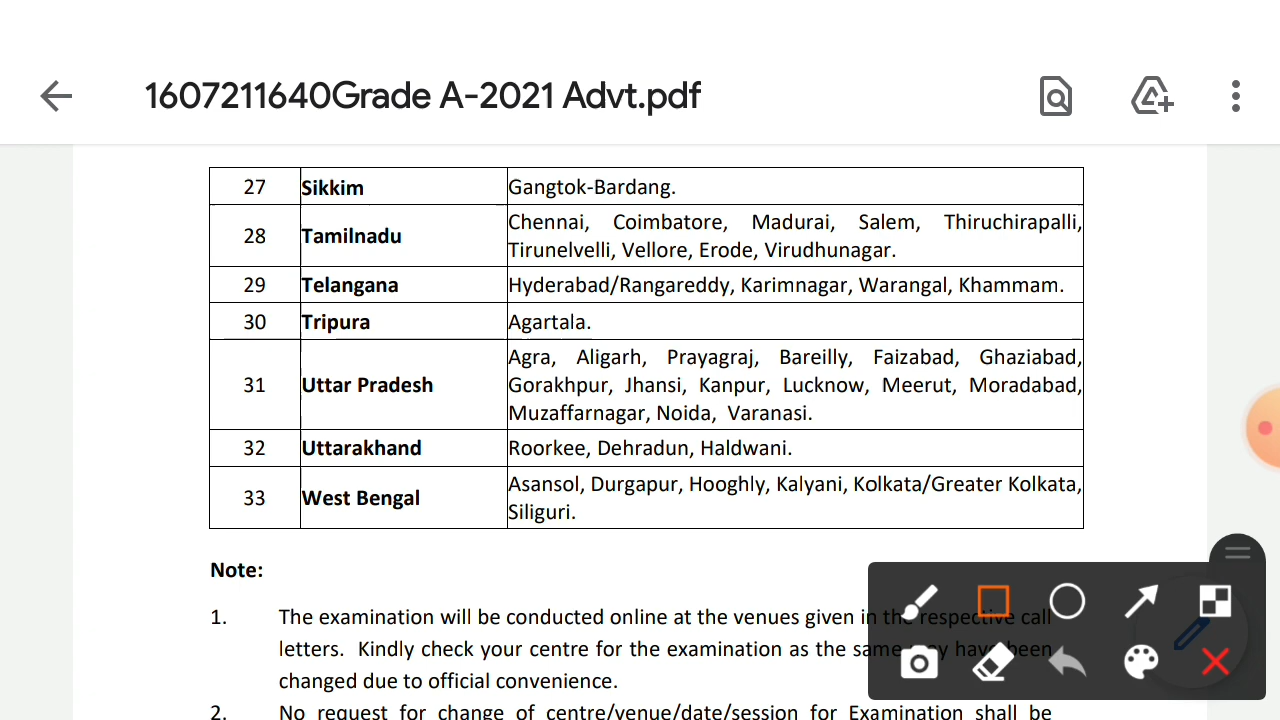 1607211640Grade A-2021 Advt.pdf
27 Sikkim Gangtok-Bardang.
28 Tamilnadu Chennai, Coimbatore, Madurai, Salem, Thiruchirapalli,
Tirunelvelli, Vellore, Erode, Virudhunagar.
29 Telangana Hyderabad/Rangareddy, Karimnagar, Warangal, Khammam.
30 Tripura Agartala.
31 Uttar Pradesh Agra, Aligarh, Prayagraj, Bareilly, Faizabad, Ghaziabad,
Gorakhpur, Jhansi, Kanpur, Lucknow, Meerut, Moradabad,
Muzaffarnagar, Noida, Varanasi.
32 Uttarakhand Roorkee, Dehradun, Haldwani.
33 West Bengal Asansol, Durgapur, Hooghly, Kalyani, Kolkata/Greater Kolkata,
Siliguri.
Note:
1. The examination will be conducted online at the venues given in the respective call
letters. Kindly check your centre for the examination as the same may have been
changed due to official convenience.
2. No request for change of centre/venue/date/session for Examination shall be